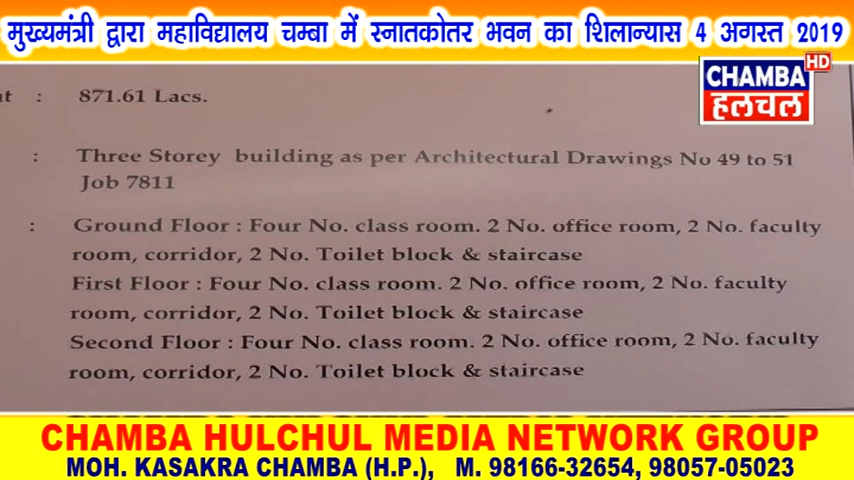 मुख्यमंत्री द्वारा महाविद्यालय चम्बा में स्नातकोतर भवन का शिलान्यास 4 अगस्त 2019
CHAMBA HD
हलचल
: 871.61 Lacs.
: Three Storey building as per Architectural Drawings No 49 to 51
Job 7811
: Ground Floor : Four No. class room. 2 No. office room, 2 No. faculty
room, corridor, 2 No. Toilet block & staircase
First Floor : Four No. class room. 2 No. office room, 2 No. faculty
room, corridor, 2 No. Toilet block & staircase
Second Floor : Four No. class room. 2 No. office room, 2 No. faculty
room, corridor, 2 No. Toilet block & staircase
CHAMBA HULCHUL MEDIA NETWORK GROUP
MOH. KASAKRA CHAMBA (H.P.), M. 98166-32654, 98057-05023